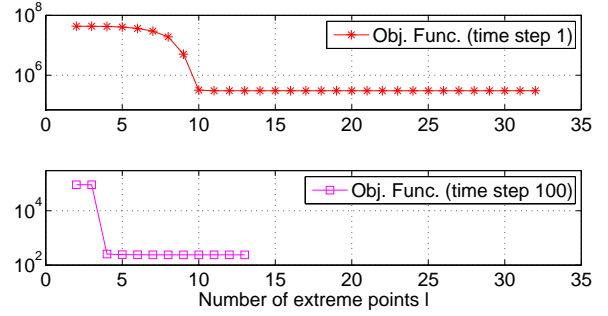 10^8
10^6
Obj. Func. (time step 1)
0 5 10 15 20 25 30 35
10^4
10^2
Obj. Func. (time step 100)
0 5 10 15 20 25 30 35
Number of extreme points l